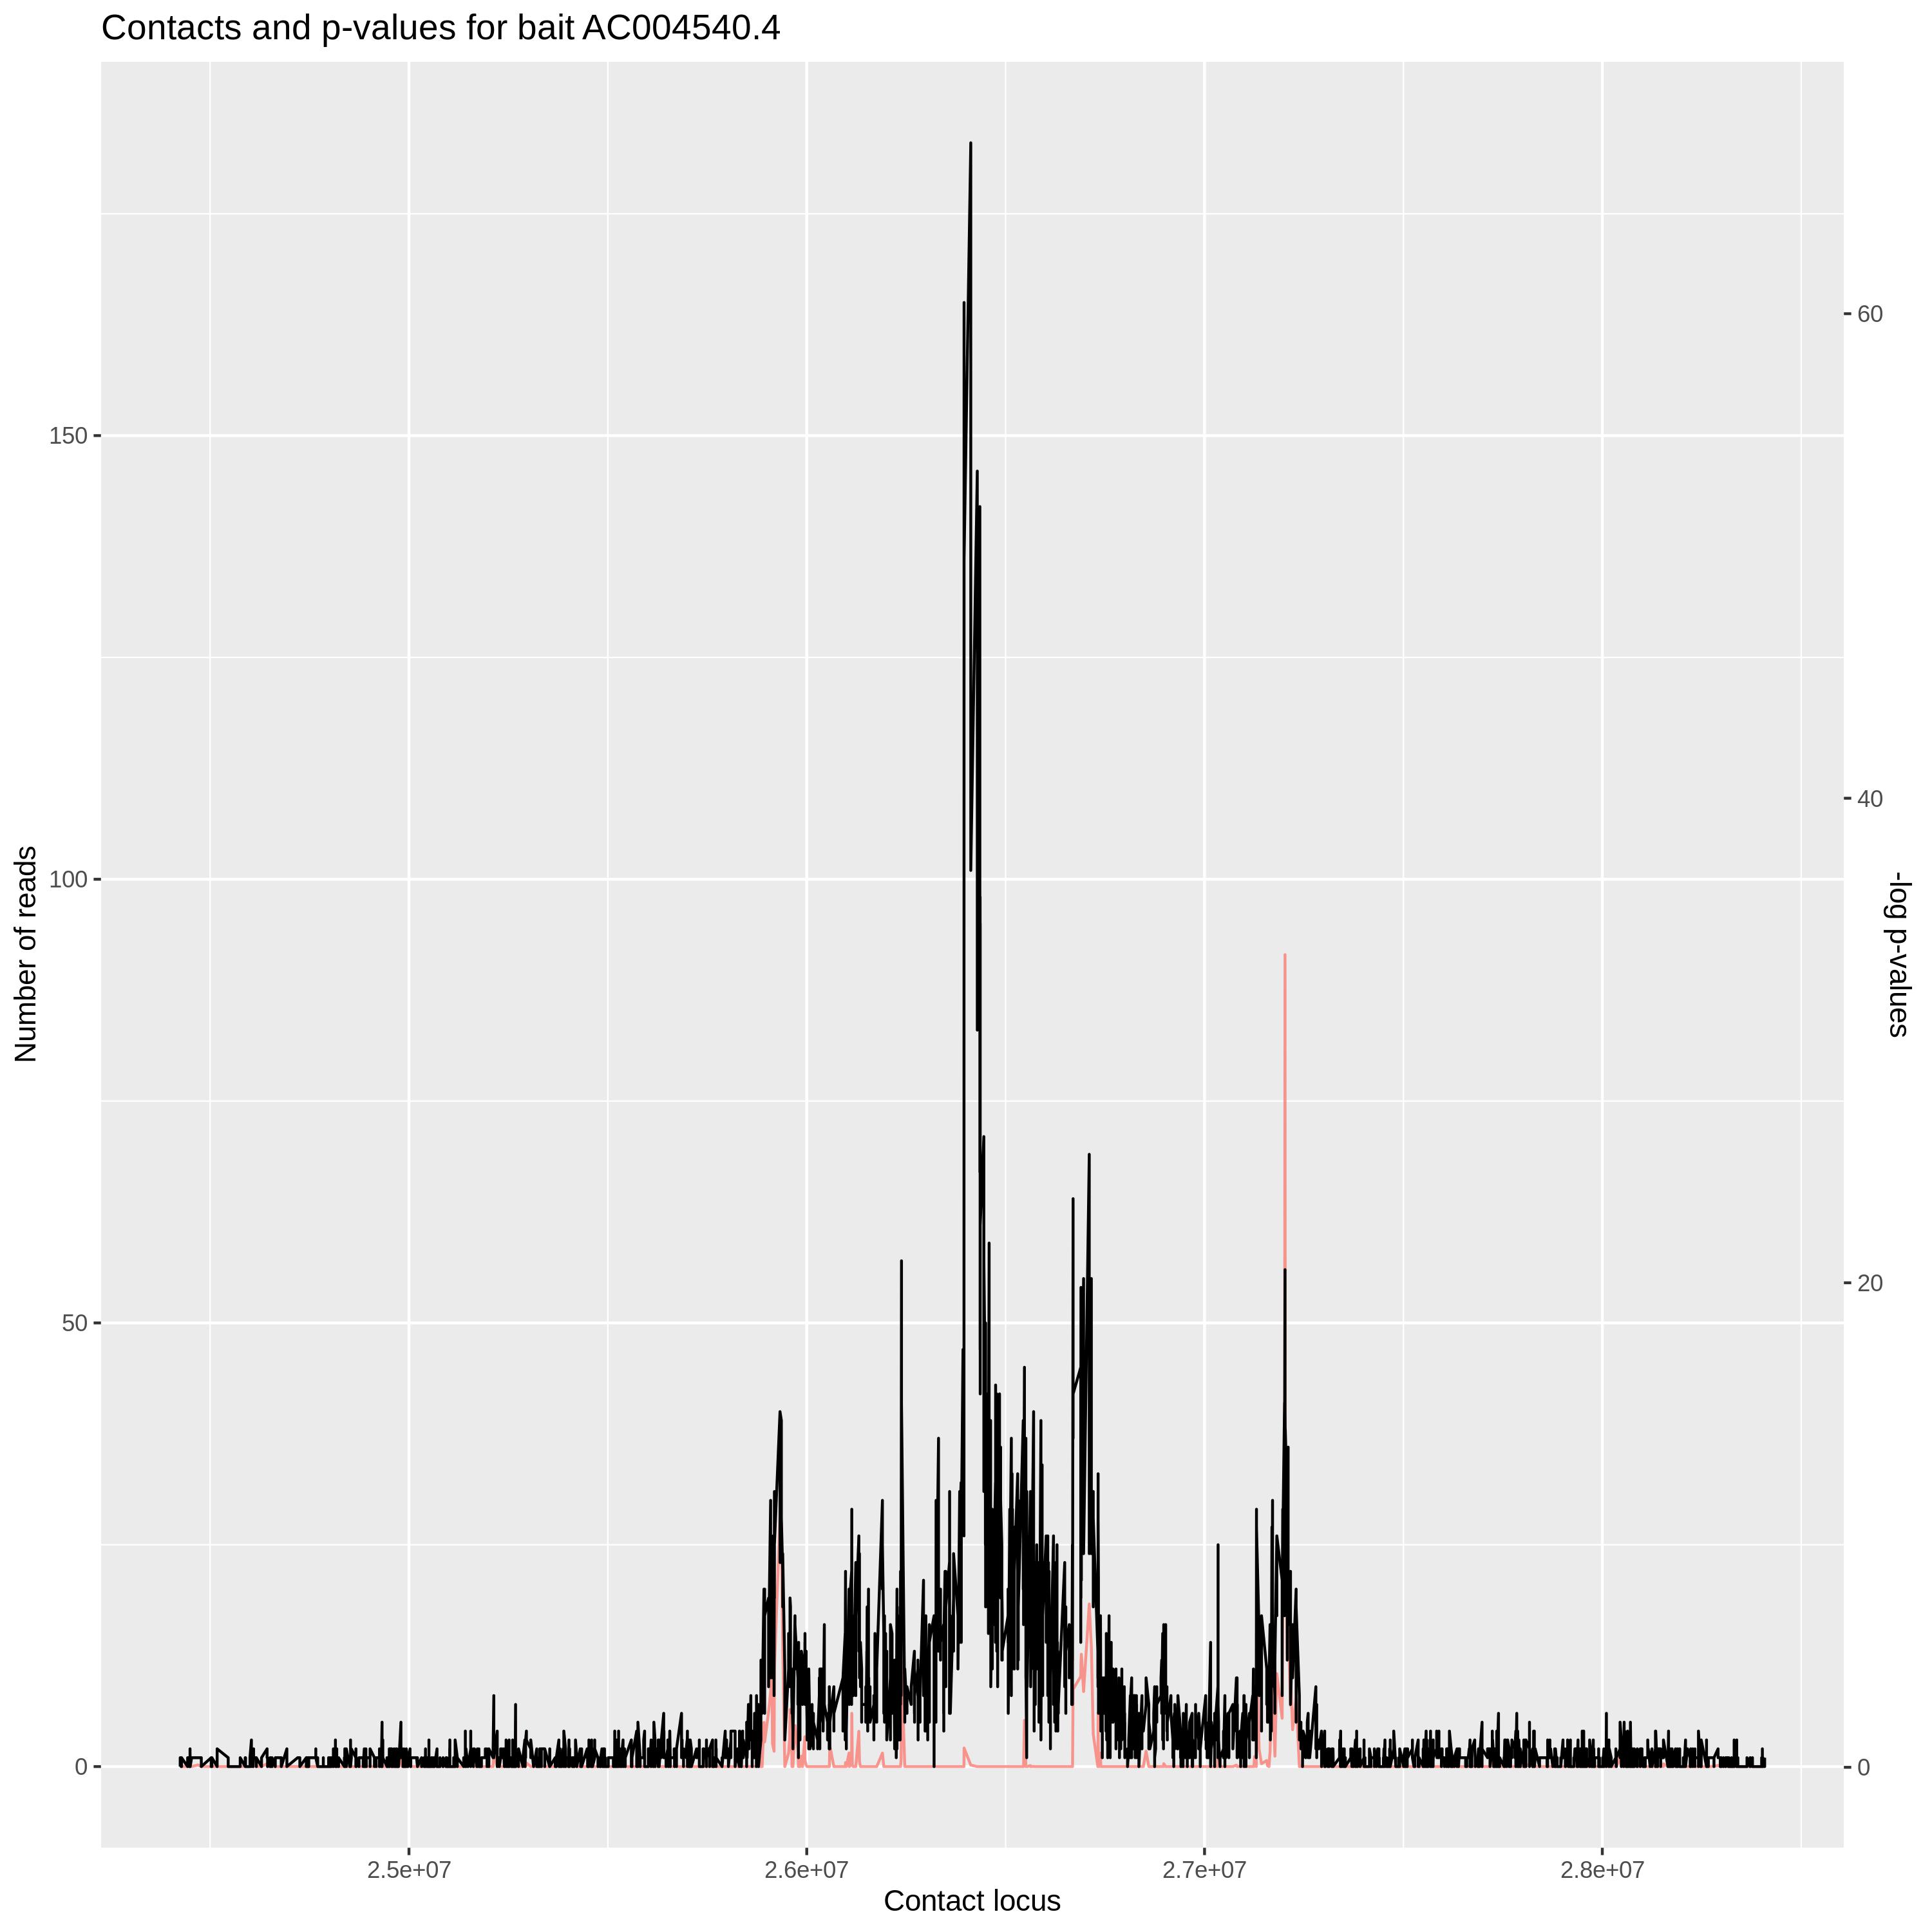 Contacts and p-values for bait AC004540.4
Number of reads
150
100
50
0
60
40
20
0
-log p-values
2.5e+07
2.6e+07
2.7e+07
2.8e+07
Contact locus